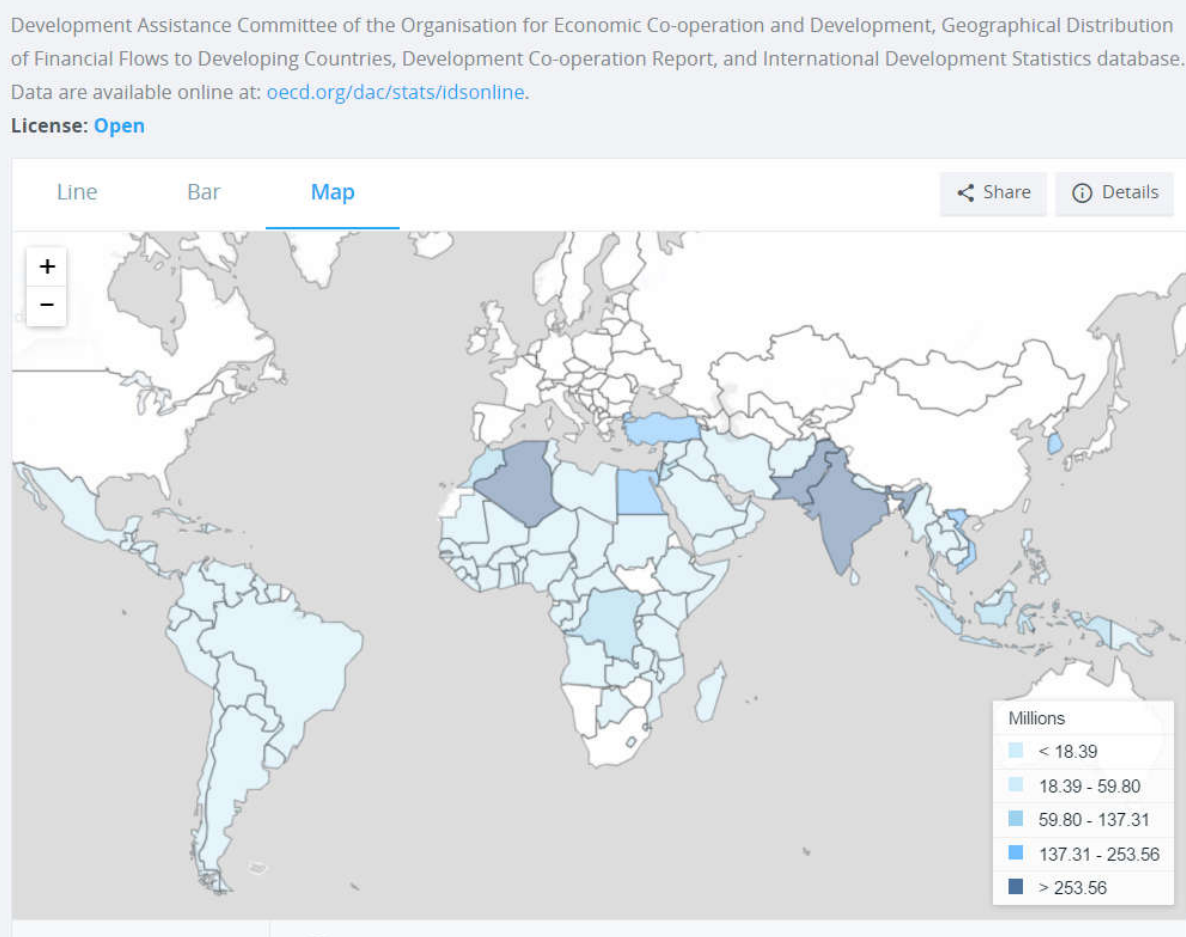 Development Assistance Committee of the Organisation for Economic Co-operation and Development, Geographical Distribution
of Financial Flows to Developing Countries, Development Co-operation Report, and International Development Statistics database.
Data are available online at: oecd.org/dac/stats/idsonline.
License: Open
Line Bar Map Share Details
+
−
Millions
< 18.39
18.39 - 59.80
59.80 - 137.31
137.31 - 253.56
> 253.56